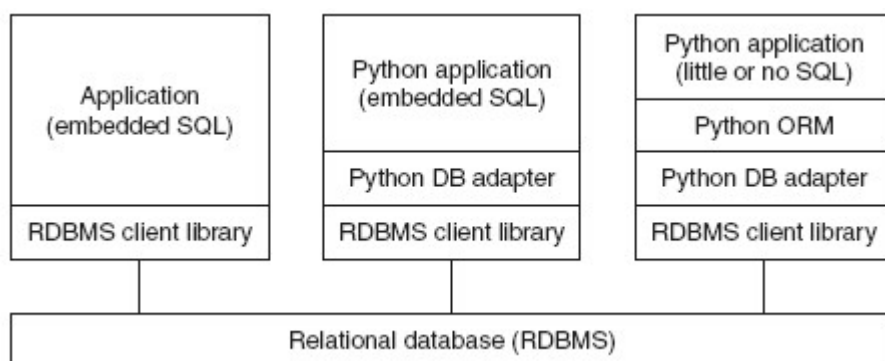 Application
(embedded SQL)
RDBMS client library
Python application
(embedded SQL)
Python DB adapter
RDBMS client library
Python application
(little or no SQL)
Python ORM
Python DB adapter
RDBMS client library
Relational database (RDBMS)